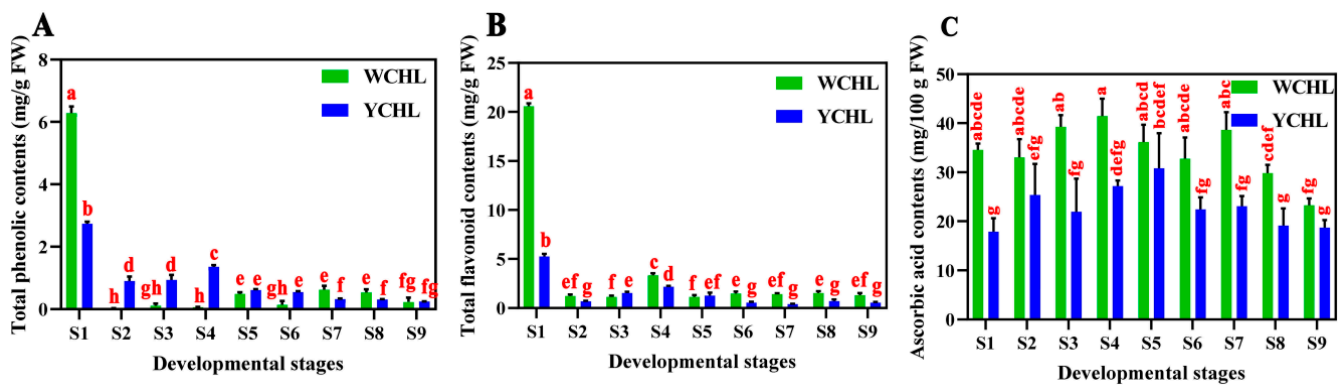 A
Total phenolic contents (mg/g FW)
8
6
4
2
0
WCHL
YCHL
a b h d gh d h c e e gh e e f e f fg fg
S1 S2 S3 S4 S5 S6 S7 S8 S9
Developmental stages
B
Total flavonoid contents (mg/g FW)
25
20
15
10
5
0
WCHL
YCHL
a b ef g f e c d f ef e g ef g e g ef g
S1 S2 S3 S4 S5 S6 S7 S8 S9
Developmental stages
C
Ascorbic acid contents (mg/100 g FW)
50
40
30
20
10
0
WCHL
YCHL
abcde g abcde efg ab fg a defg abcd bcdef abcde fg abc fg cdef g fg g
S1 S2 S3 S4 S5 S6 S7 S8 S9
Developmental stages